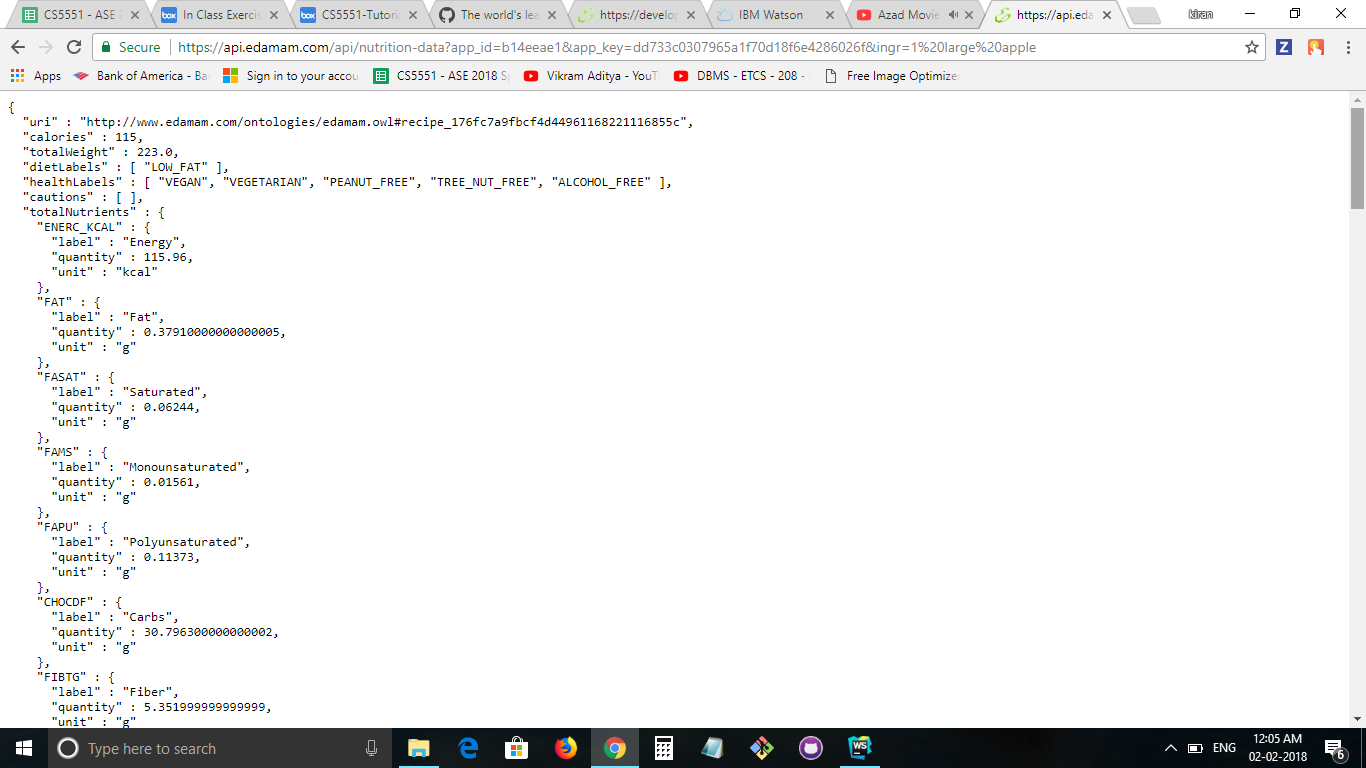 CS5551 - ASE 2
In Class Exercis
CS5551-Tutoria
The world's lea
https://develop
IBM Watson
Azad Movie
https://api.eda
kiran
Secure
https://api.edamam.com/api/nutrition-data?app_id=b14eeae1&app_key=dd733c0307965a1f70d18f6e4286026f&ingr=1%20large%20apple
Apps
Bank of America - Ba
Sign in to your accou
CS5551 - ASE 2018 S
Vikram Aditya - YouT
DBMS - ETCS - 208 -
Free Image Optimize
{
"uri" : "http://www.edamam.com/ontologies/edamam.owl#recipe_176fc7a9fbcf4d44961168221116855c",
"calories" : 115,
"totalWeight" : 223.0,
"dietLabels" : [ "LOW_FAT" ],
"healthLabels" : [ "VEGAN", "VEGETARIAN", "PEANUT_FREE", "TREE_NUT_FREE", "ALCOHOL_FREE" ],
"cautions" : [ ],
"totalNutrients" : {
"ENERC_KCAL" : {
"label" : "Energy",
"quantity" : 115.96,
"unit" : "kcal"
},
"FAT" : {
"label" : "Fat",
"quantity" : 0.37910000000000005,
"unit" : "g"
},
"FASAT" : {
"label" : "Saturated",
"quantity" : 0.06244,
"unit" : "g"
},
"FAMS" : {
"label" : "Monounsaturated",
"quantity" : 0.01561,
"unit" : "g"
},
"FAPU" : {
"label" : "Polyunsaturated",
"quantity" : 0.11373,
"unit" : "g"
},
"CHOCDF" : {
"label" : "Carbs",
"quantity" : 30.796300000000002,
"unit" : "g"
},
"FIBTG" : {
"label" : "Fiber",
"quantity" : 5.351999999999999,
"unit" : "g"
Type here to search
ENG
12:05 AM
02-02-2018
6